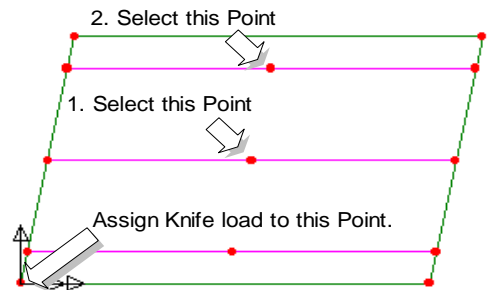 2. Select this Point
1. Select this Point
Assign Knife load to this Point.